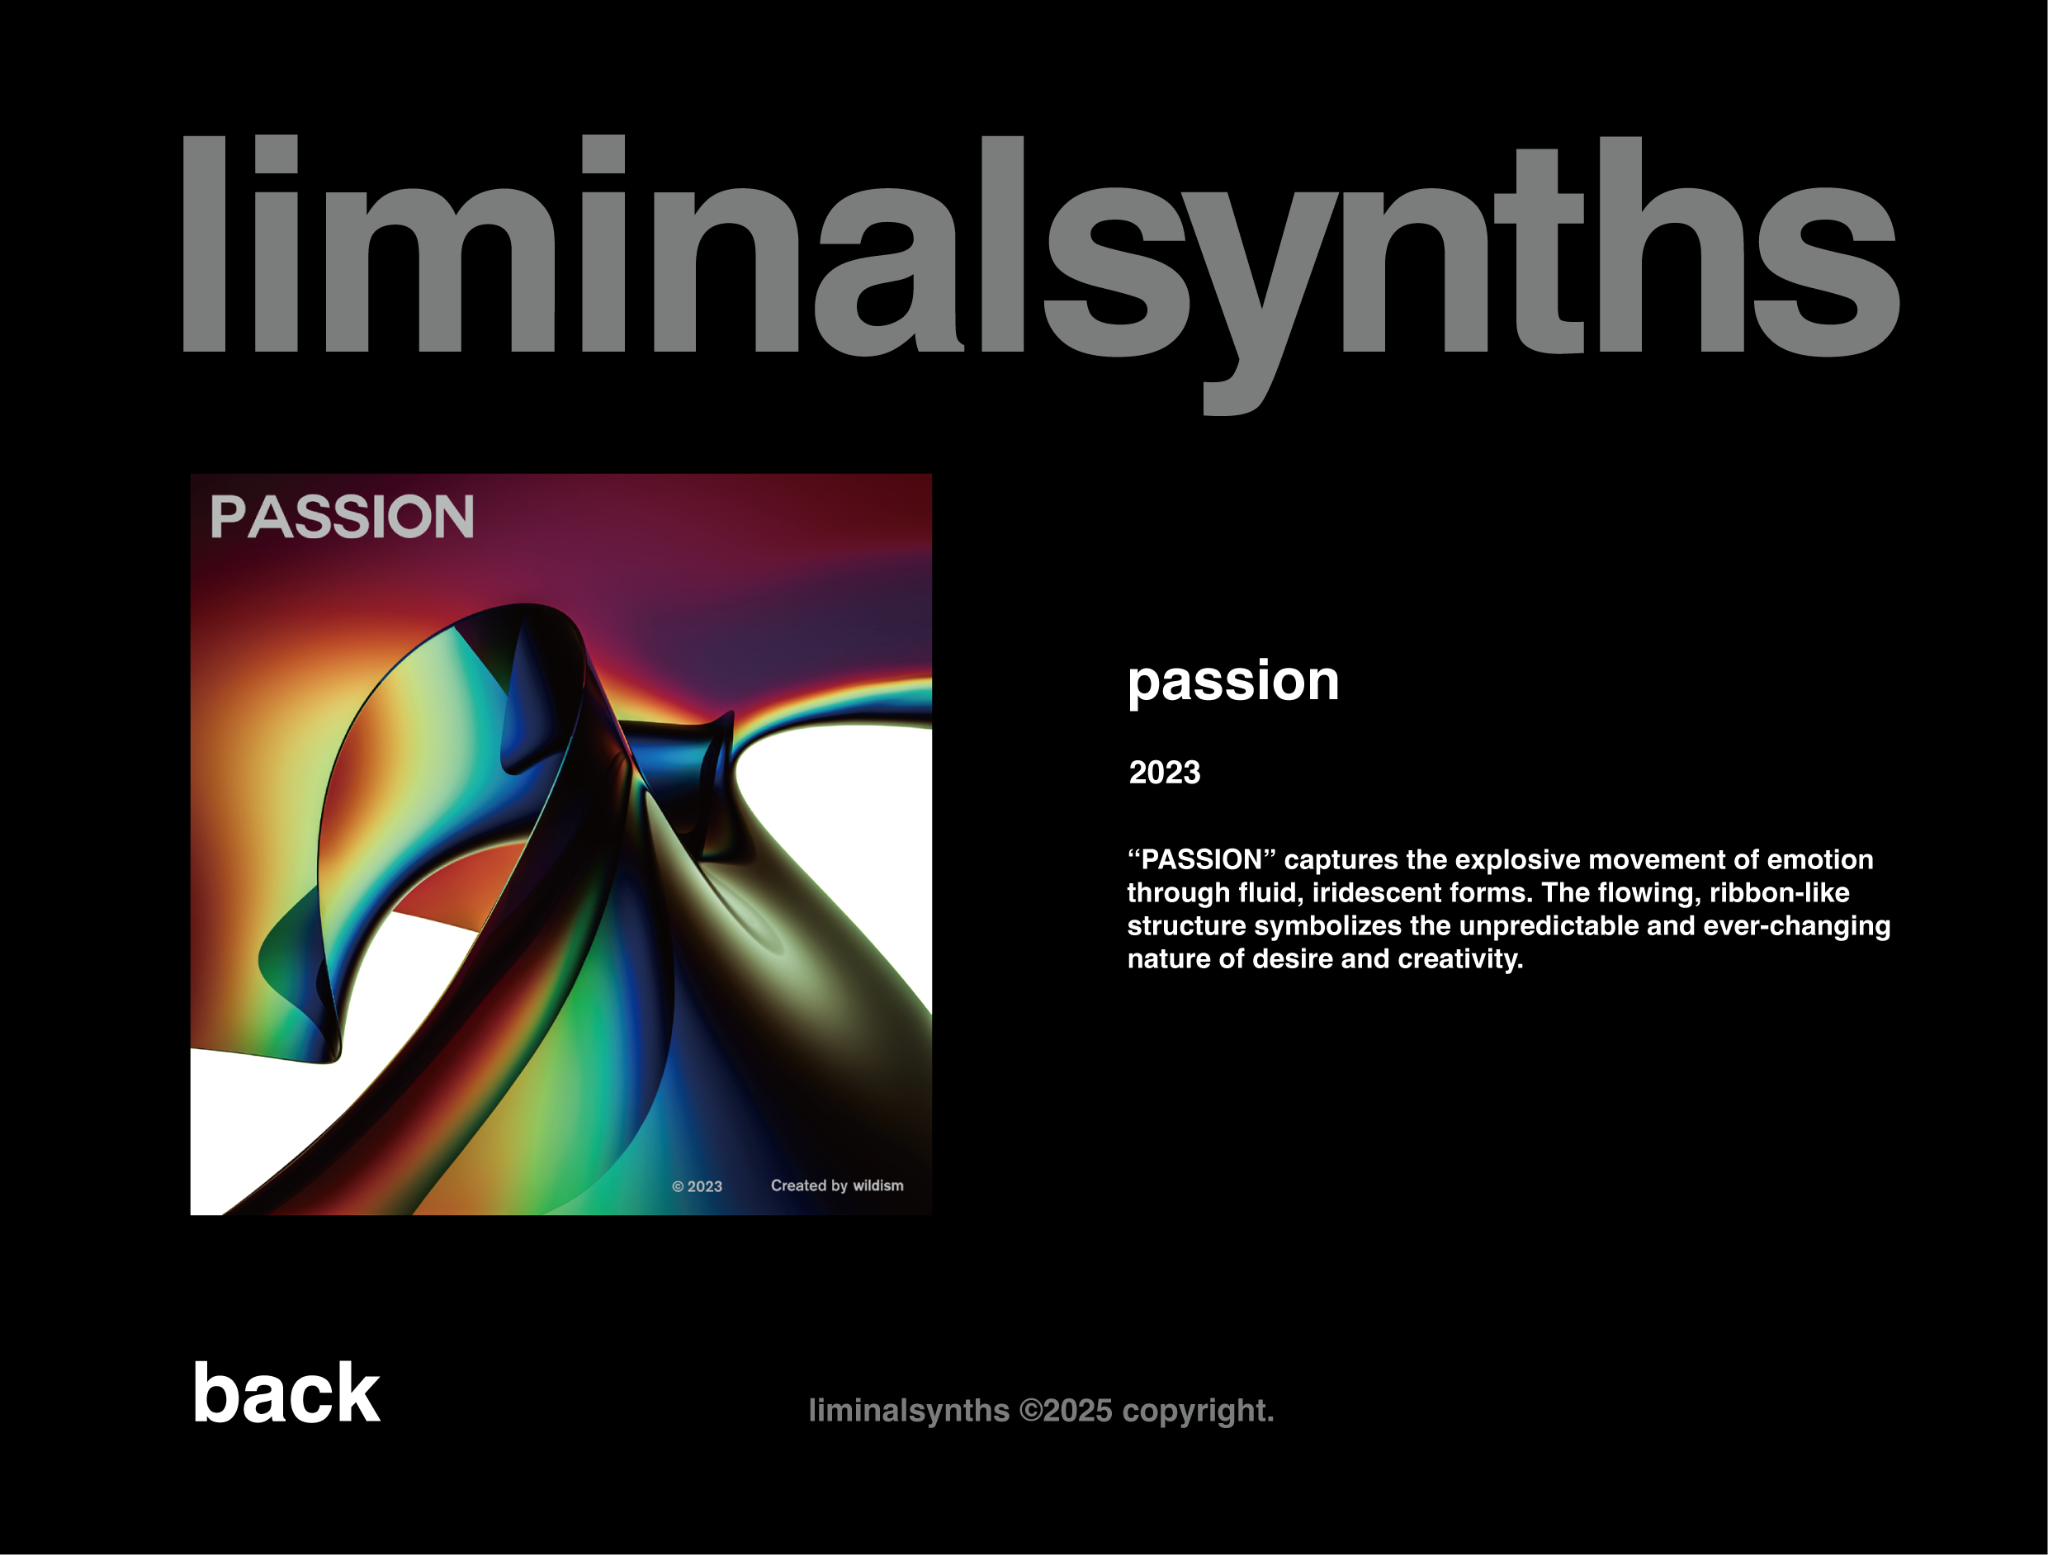 liminalsynths
PASSION
© 2023 Created by wildism
passion
2023
“PASSION” captures the explosive movement of emotion
through fluid, iridescent forms. The flowing, ribbon-like
structure symbolizes the unpredictable and ever-changing
nature of desire and creativity.
back
liminalsynths ©2025 copyright.